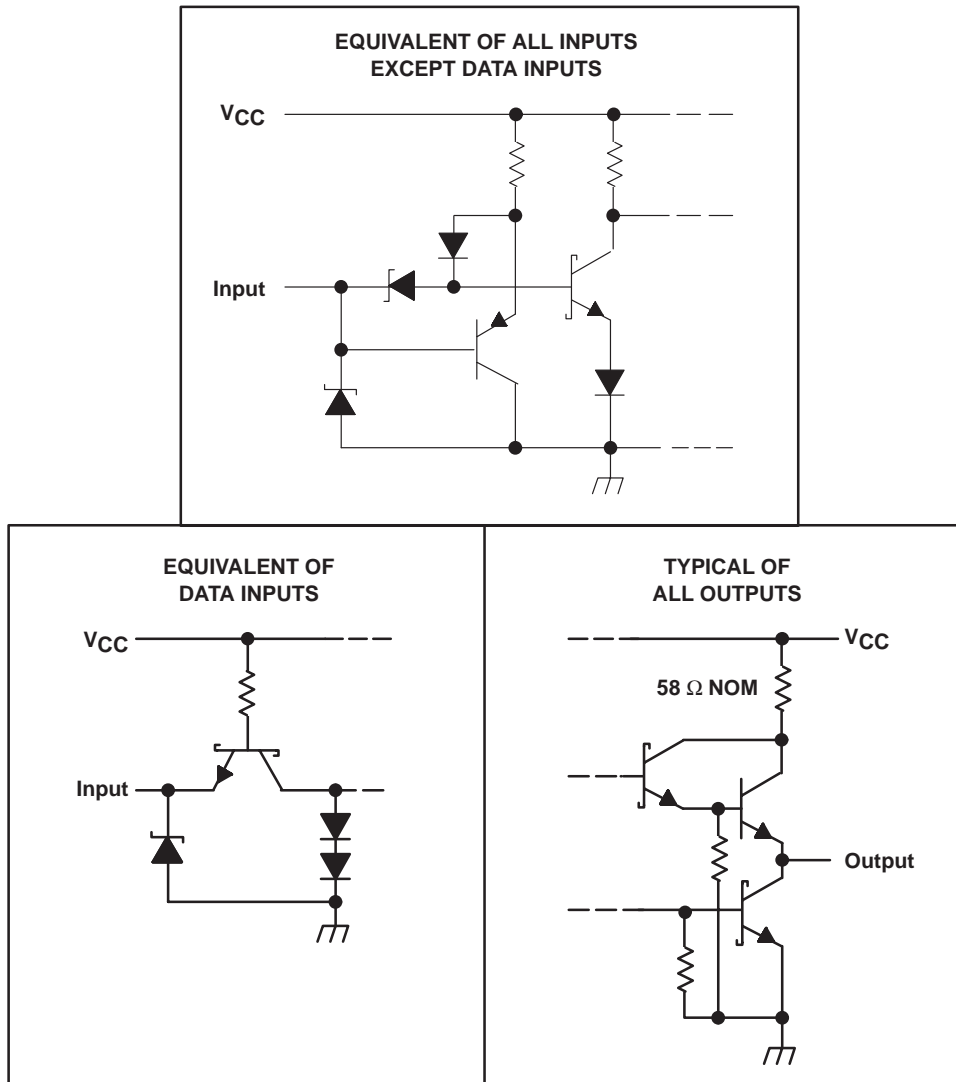 EQUIVALENT OF ALL INPUTS
EXCEPT DATA INPUTS
VCC
Input
EQUIVALENT OF
DATA INPUTS
VCC
Input
TYPICAL OF
ALL OUTPUTS
VCC
58 Ω NOM
Output